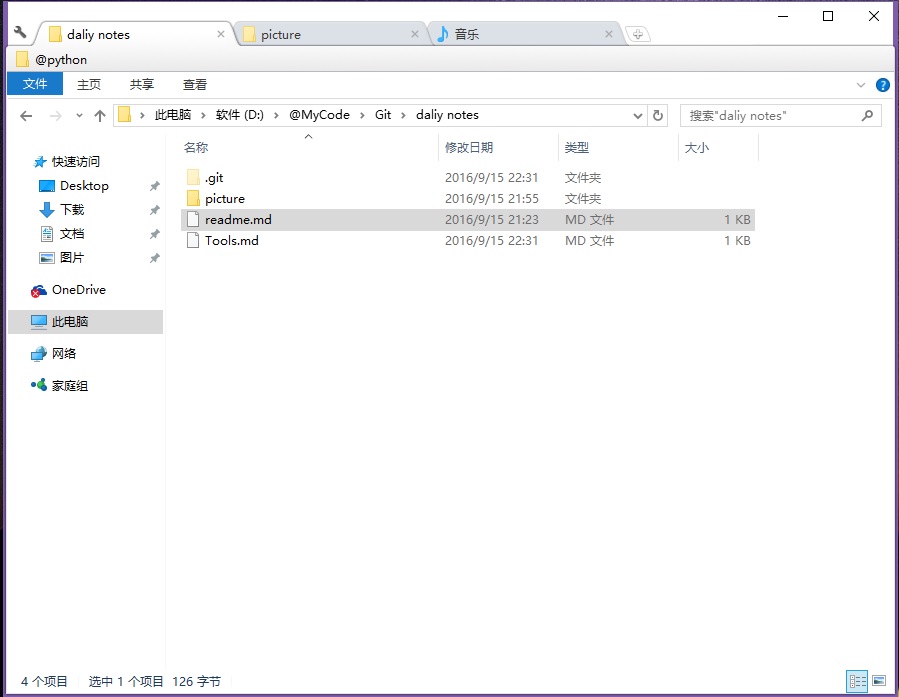 daliy notes
picture
音乐
@python
文件 主页 共享 查看
此电脑 软件 (D:) @MyCode Git daliy notes
搜索"daliy notes"
名称 修改日期 类型 大小
快速访问
Desktop
下载
文档
图片
OneDrive
此电脑
网络
家庭组
.git 2016/9/15 22:31 文件夹
picture 2016/9/15 21:55 文件夹
readme.md 2016/9/15 21:23 MD 文件 1 KB
Tools.md 2016/9/15 22:31 MD 文件 1 KB
4 个项目 选中 1 个项目 126 字节